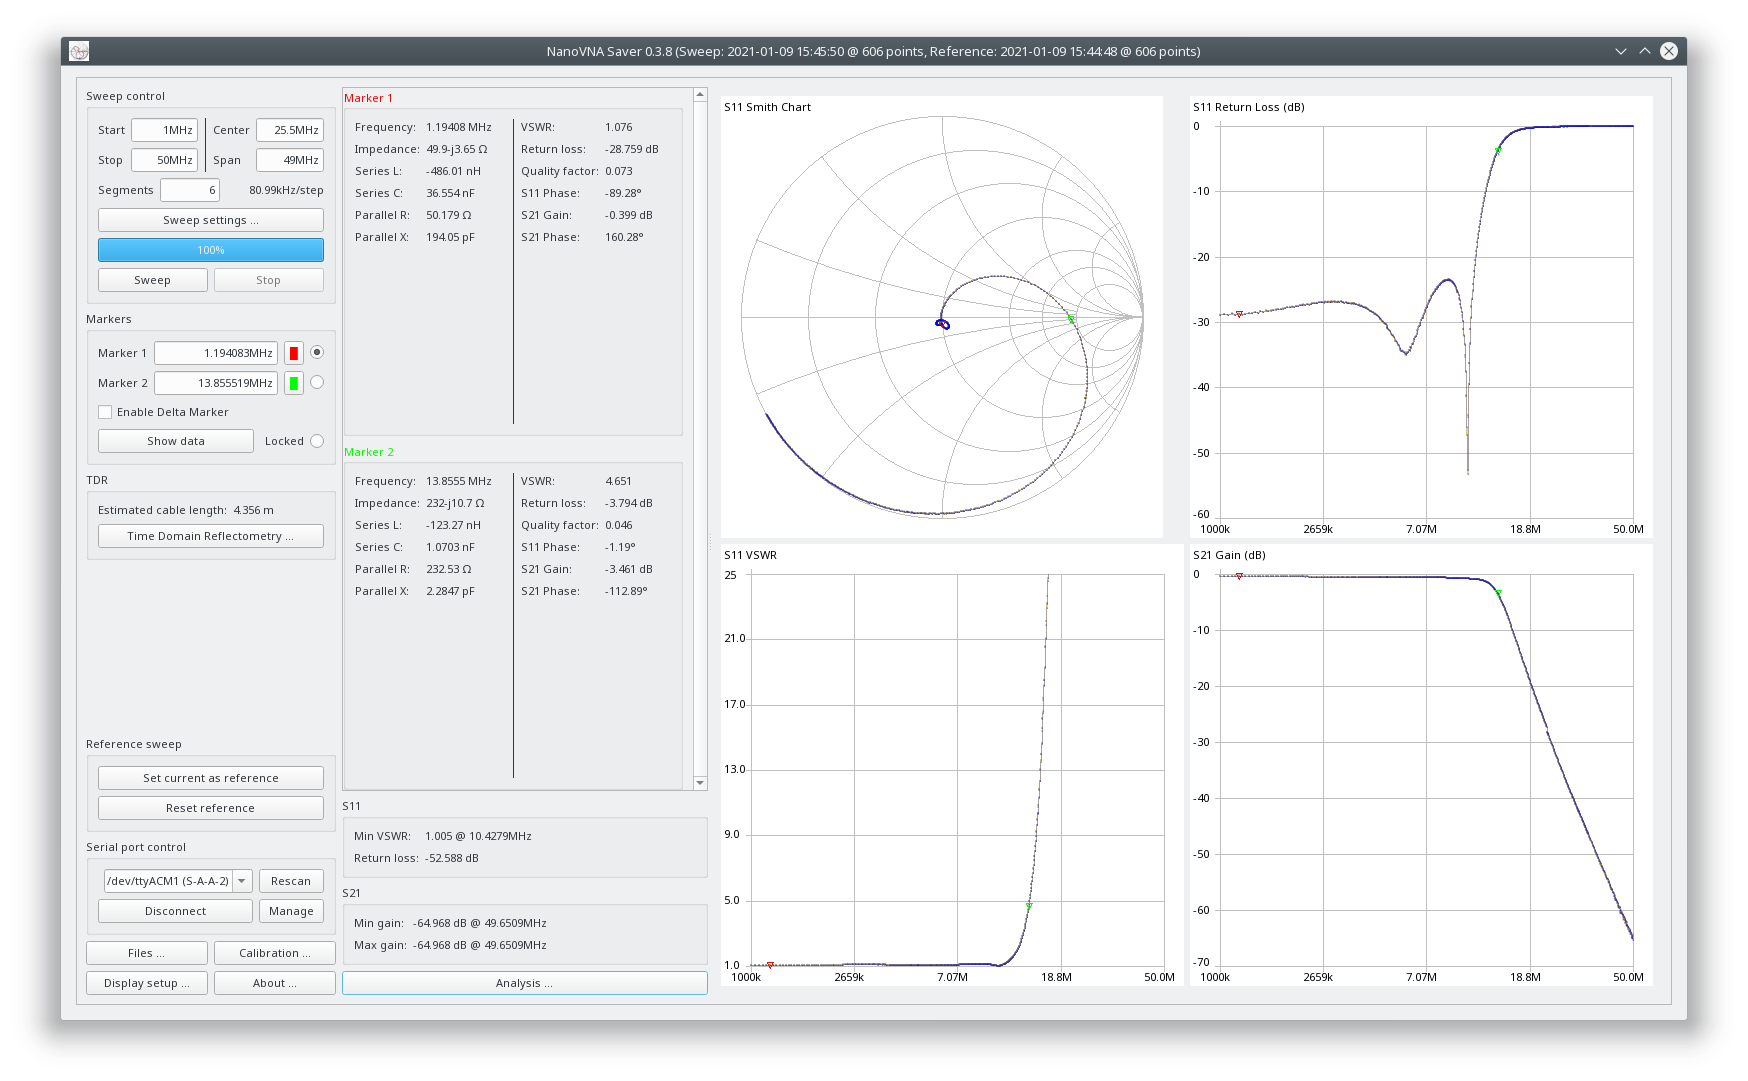 NanoVNA Saver 0.3.8 (Sweep: 2021-01-09 15:45:50 @ 606 points, Reference: 2021-01-09 15:44:48 @ 606 points)
Sweep control
Start 1MHz Center 25.5MHz
Stop 50MHz Span 49MHz
Segments 6 80.99kHz/step
Sweep settings ...
100%
Sweep Stop
Markers
Marker 1 1.194083MHz
Marker 2 13.855519MHz
Enable Delta Marker
Show data Locked
TDR
Estimated cable length: 4.356 m
Time Domain Reflectometry ...
Reference sweep
Set current as reference
Reset reference
Serial port control
/dev/ttyACM1 (S-A-A-2) Rescan
Disconnect Manage
Files ... Calibration ...
Display setup ... About ...
Marker 1
Frequency: 1.19408 MHz VSWR: 1.076
Impedance: 49.9-j3.65 Ω Return loss: -28.759 dB
Series L: -486.01 nH Quality factor: 0.073
Series C: 36.554 nF S11 Phase: -89.28°
Parallel R: 50.179 Ω S21 Gain: -0.399 dB
Parallel X: 194.05 pF S21 Phase: 160.28°
Marker 2
Frequency: 13.8555 MHz VSWR: 4.651
Impedance: 232-j10.7 Ω Return loss: -3.794 dB
Series L: -123.27 nH Quality factor: 0.046
Series C: 1.0703 nF S11 Phase: -1.19°
Parallel R: 232.53 Ω S21 Gain: -3.461 dB
Parallel X: 2.2847 pF S21 Phase: -112.89°
S11
Min VSWR: 1.005 @ 10.4279MHz
Return loss: -52.588 dB
S21
Min gain: -64.968 dB @ 49.6509MHz
Max gain: -64.968 dB @ 49.6509MHz
Analysis ...
S11 Smith Chart
S11 Return Loss (dB)
0
-10
-20
-30
-40
-50
-60
1000k 2659k 7.07M 18.8M 50.0M
S11 VSWR
25
21.0
17.0
13.0
9.0
5.0
1.0
1000k 2659k 7.07M 18.8M 50.0M
S21 Gain (dB)
0
-10
-20
-30
-40
-50
-60
-70
1000k 2659k 7.07M 18.8M 50.0M